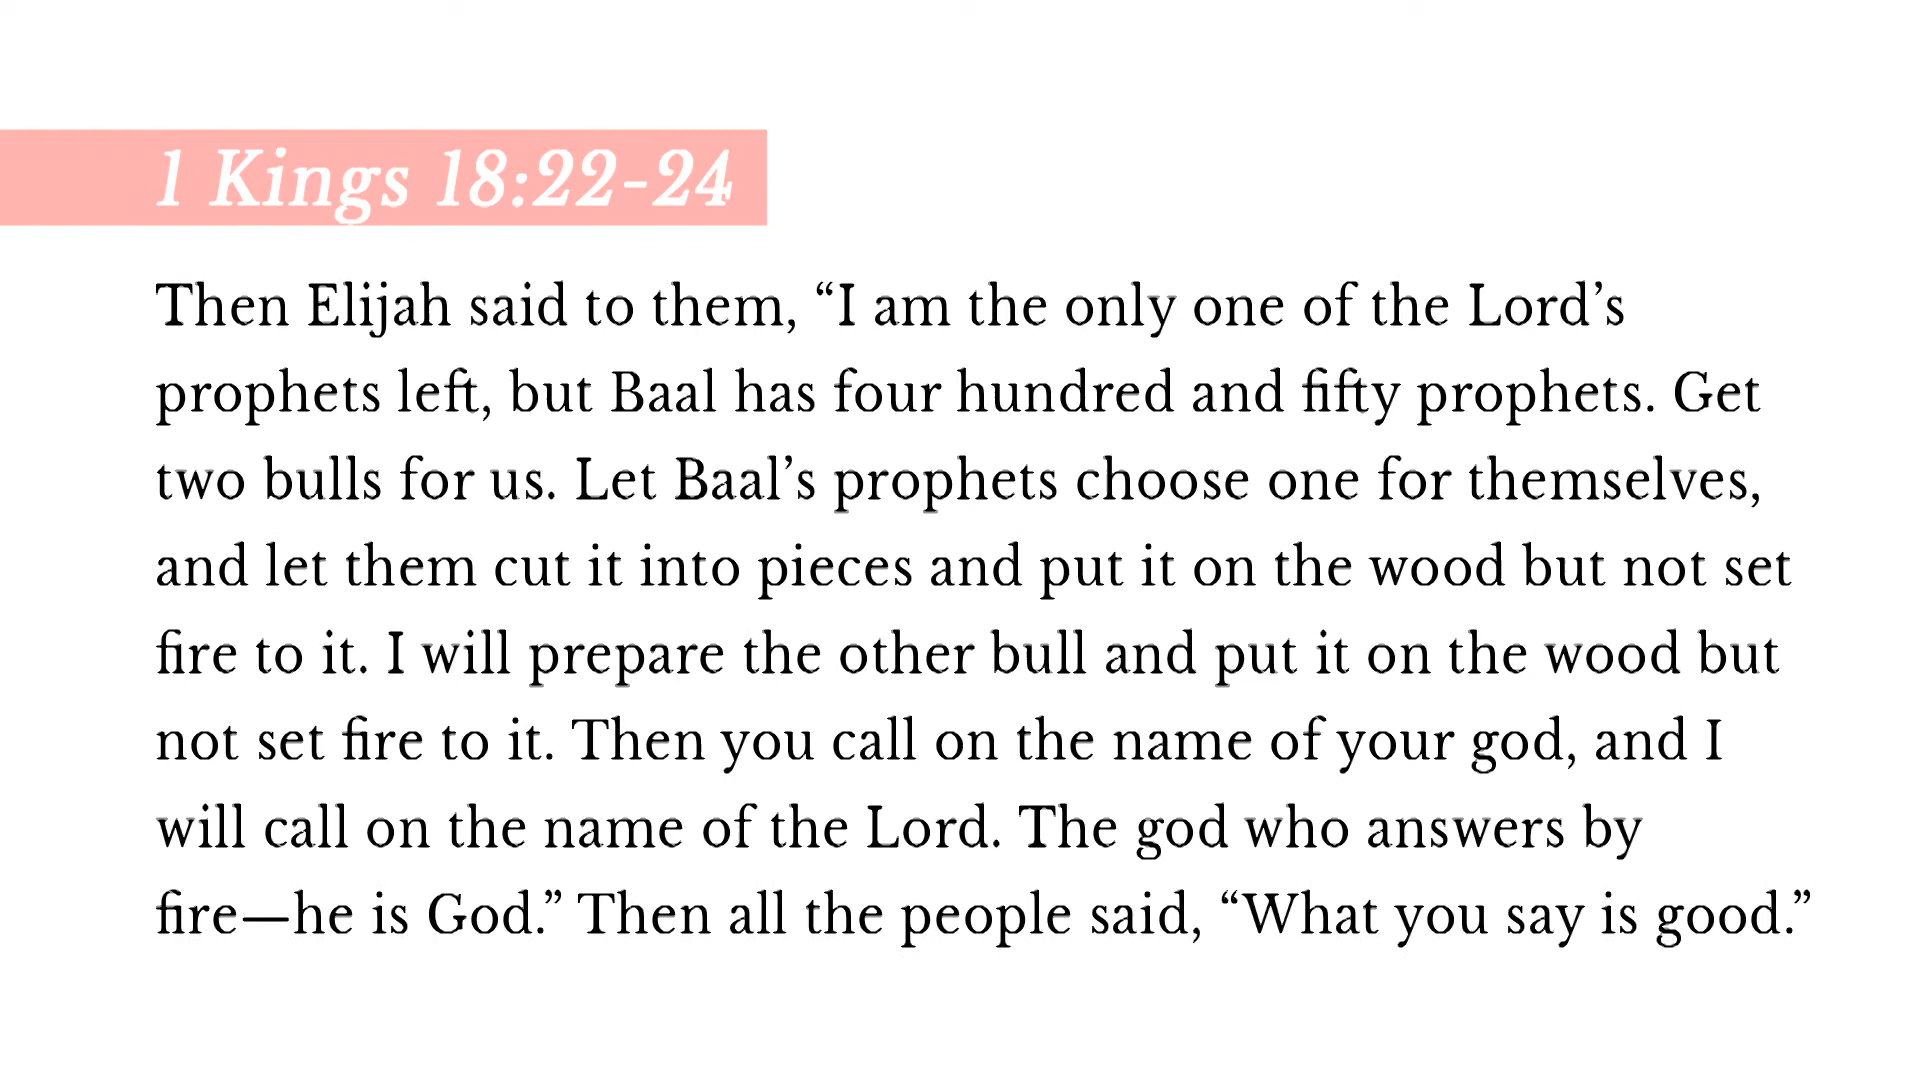 1 Kings 18:22-24
Then Elijah said to them, “I am the only one of the Lord’s
prophets left, but Baal has four hundred and fifty prophets. Get
two bulls for us. Let Baal’s prophets choose one for themselves,
and let them cut it into pieces and put it on the wood but not set
fire to it. I will prepare the other bull and put it on the wood but
not set fire to it. Then you call on the name of your god, and I
will call on the name of the Lord. The god who answers by
fire—he is God.” Then all the people said, “What you say is good.”